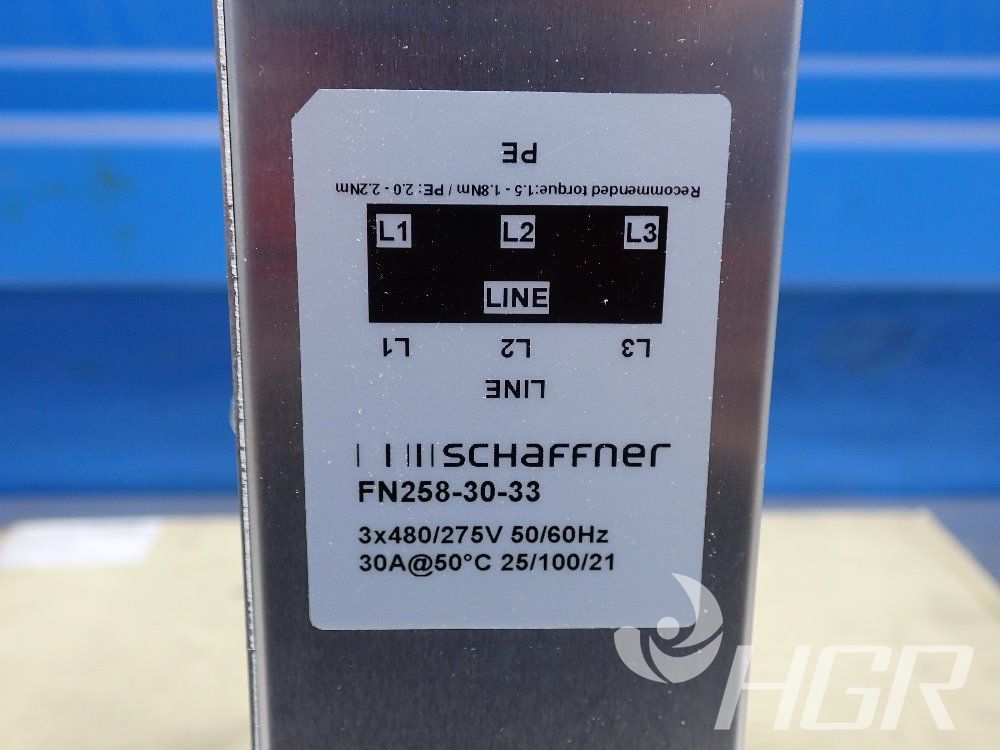 PE
Recommended torque:1.5 - 1.8Nm / PE: 2.0 - 2.2Nm
L1 L2 L3
LINE
L1 L2 L3
LINE
SCHAFFNER
FN258-30-33
3x480/275V 50/60Hz
30A@50°C 25/100/21
HGR